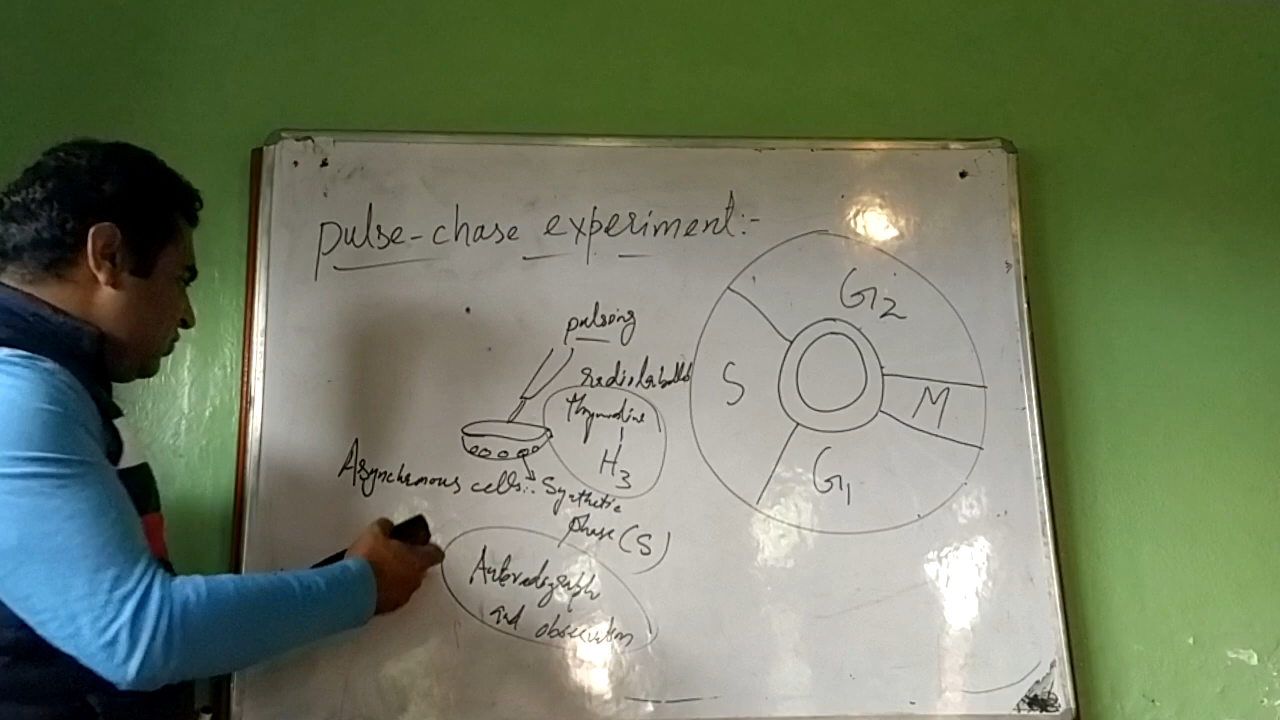 pulse-chase experiment:-
pulsing
radiolabelled
Thymidine
H3
Asynchronous cells.. Synthetic
phase (S)
Autoradiograph
and observation
G2
S
M
G1